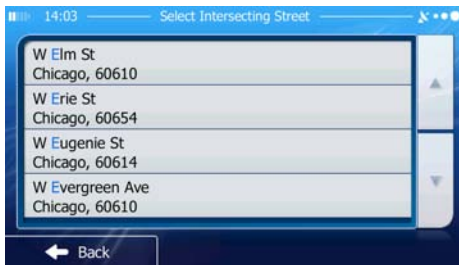 14:03 Select Intersecting Street
W Elm St
Chicago, 60610
W Erie St
Chicago, 60654
W Eugenie St
Chicago, 60614
W Evergreen Ave
Chicago, 60610
Back